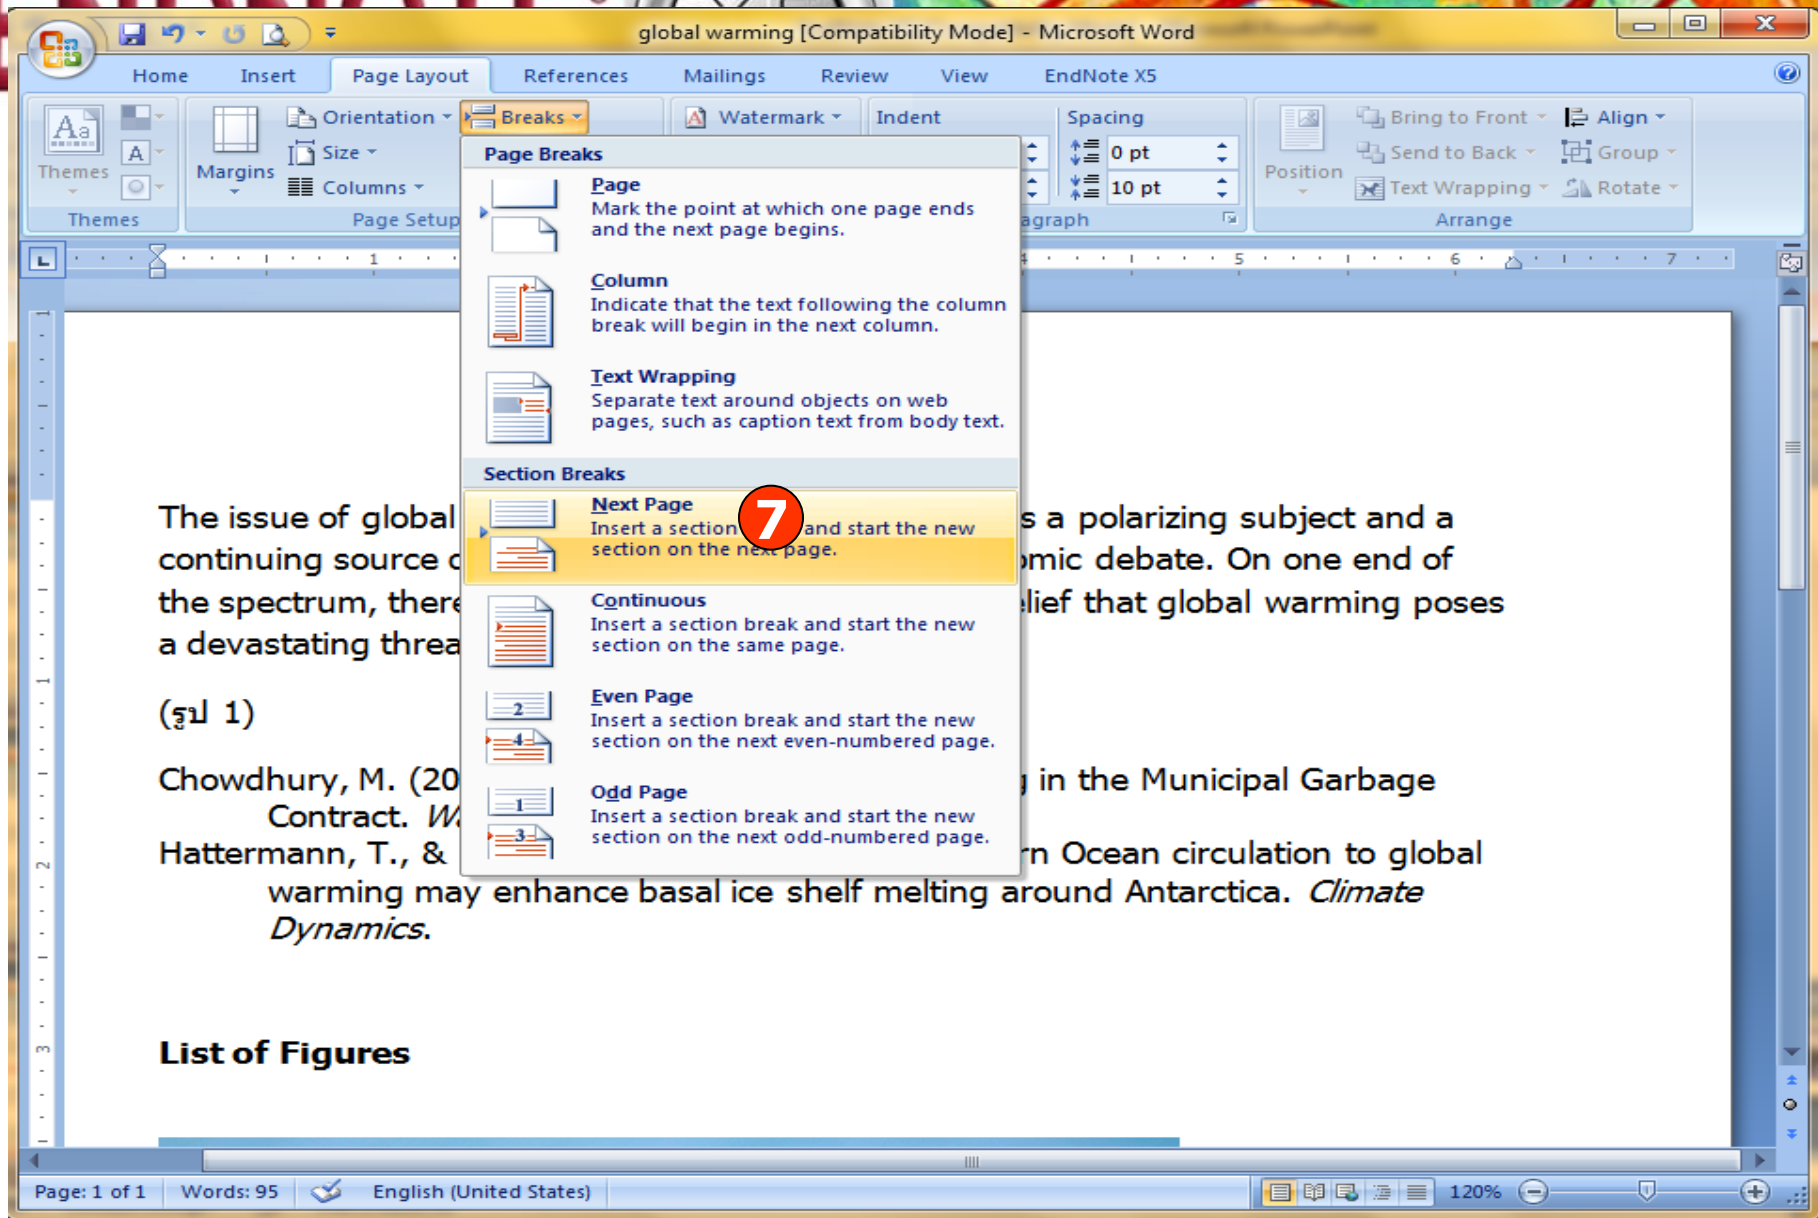 global warming [Compatibility Mode] - Microsoft Word
Home Insert Page Layout References Mailings Review View EndNote X5
Themes
Themes
Margins
Orientation
Size
Columns
Page Setup
Breaks
Watermark
Indent
Spacing
0 pt
10 pt
agraph
Position
Bring to Front
Send to Back
Text Wrapping
Align
Group
Rotate
Arrange
Page Breaks
Page
Mark the point at which one page ends
and the next page begins.
Column
Indicate that the text following the column
break will begin in the next column.
Text Wrapping
Separate text around objects on web
pages, such as caption text from body text.
Section Breaks
Next Page
Insert a section and start the new
section on the next page.
7
Continuous
Insert a section break and start the new
section on the same page.
Even Page
Insert a section break and start the new
section on the next even-numbered page.
Odd Page
Insert a section break and start the new
section on the next odd-numbered page.
1 5 6 7
The issue of global s a polarizing subject and a
continuing source omic debate. On one end of
the spectrum, there lief that global warming poses
a devastating threa
(รูป 1)
Chowdhury, M. (20 in the Municipal Garbage
Contract.
Hattermann, T., & rn Ocean circulation to global
warming may enhance basal ice shelf melting around Antarctica. Climate
Dynamics.
List of Figures
Page: 1 of 1 Words: 95 English (United States) 120%